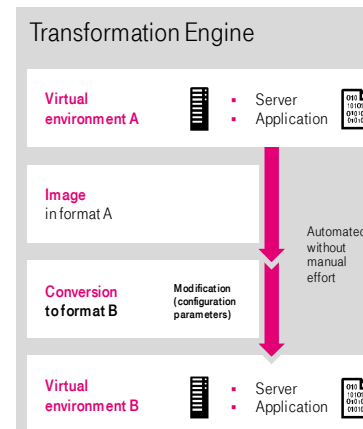 Transformation Engine
Virtual
environment A
Server
Application
Image
in format A
Automated
without
manual
effort
Conversion
to format B
Modification
(configuration
parameters)
Virtual
environment B
Server
Application